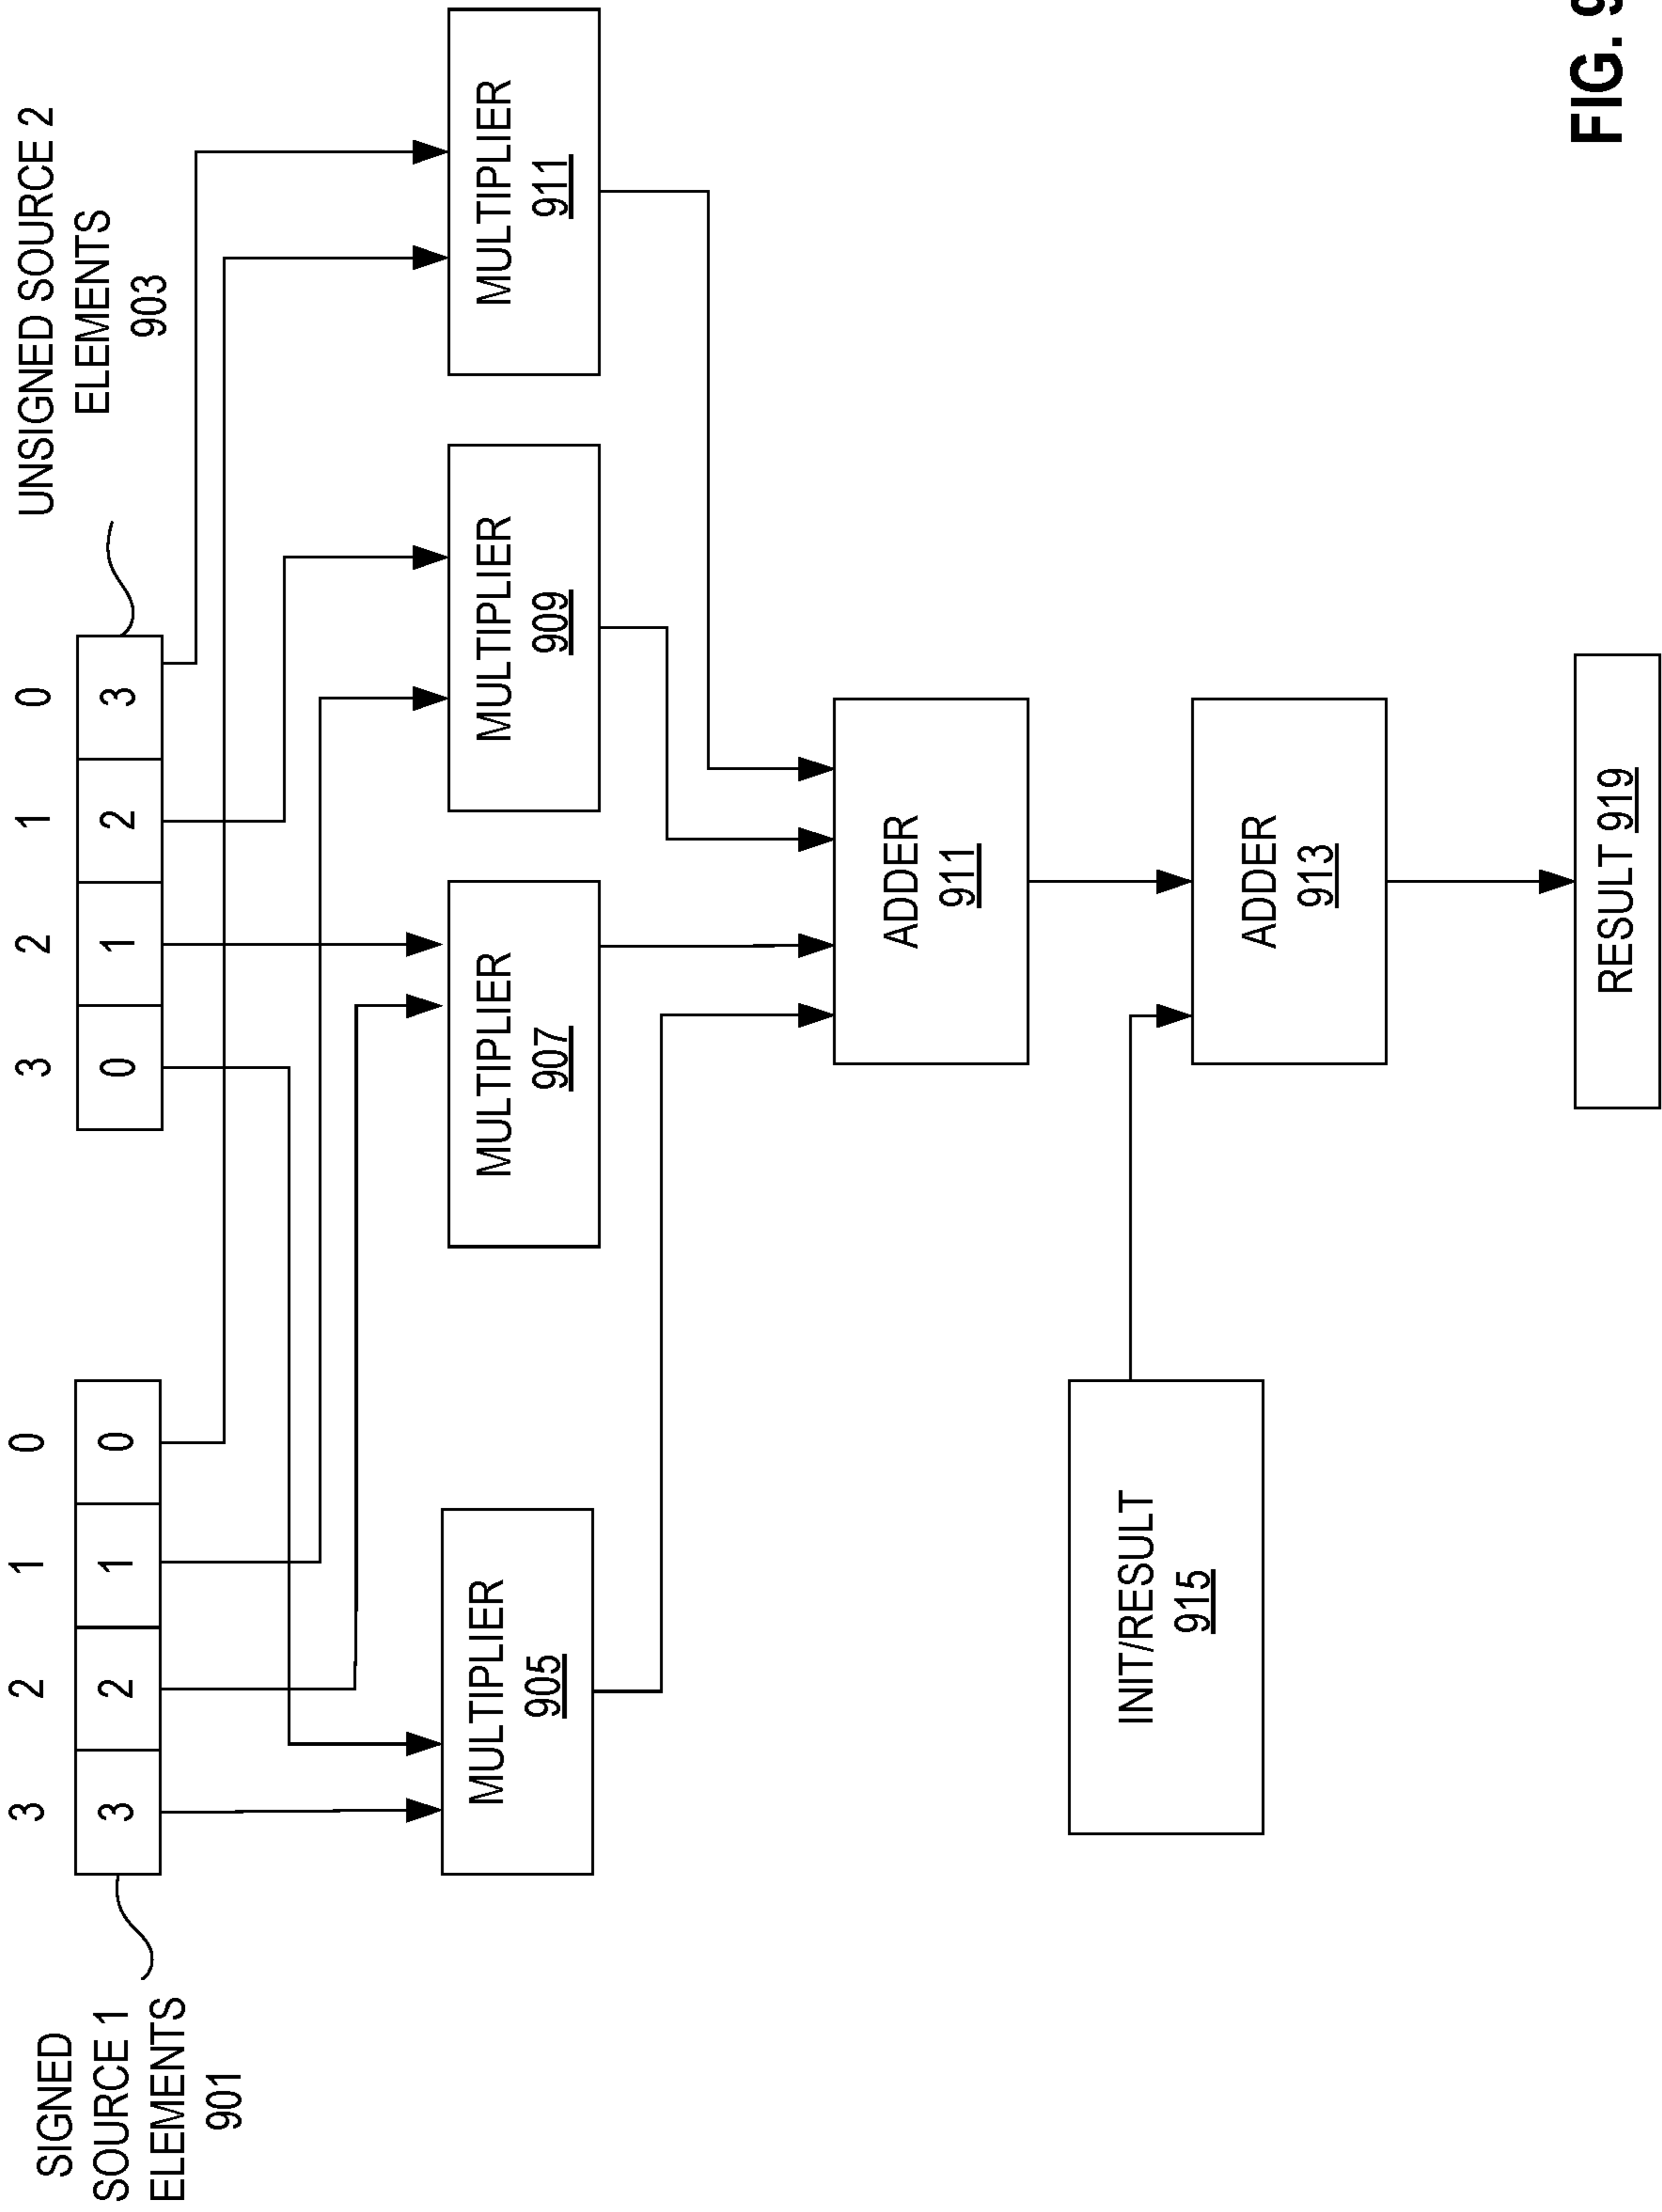 SIGNED
SOURCE 1
ELEMENTS
901
3 2 1 0
3 2 1 0
3 2 1 0
0 1 2 3
UNSIGNED SOURCE 2
ELEMENTS
903
MULTIPLIER
905
MULTIPLIER
907
MULTIPLIER
909
MULTIPLIER
911
ADDER
911
INIT/RESULT
915
ADDER
913
RESULT 919
FIG. 9